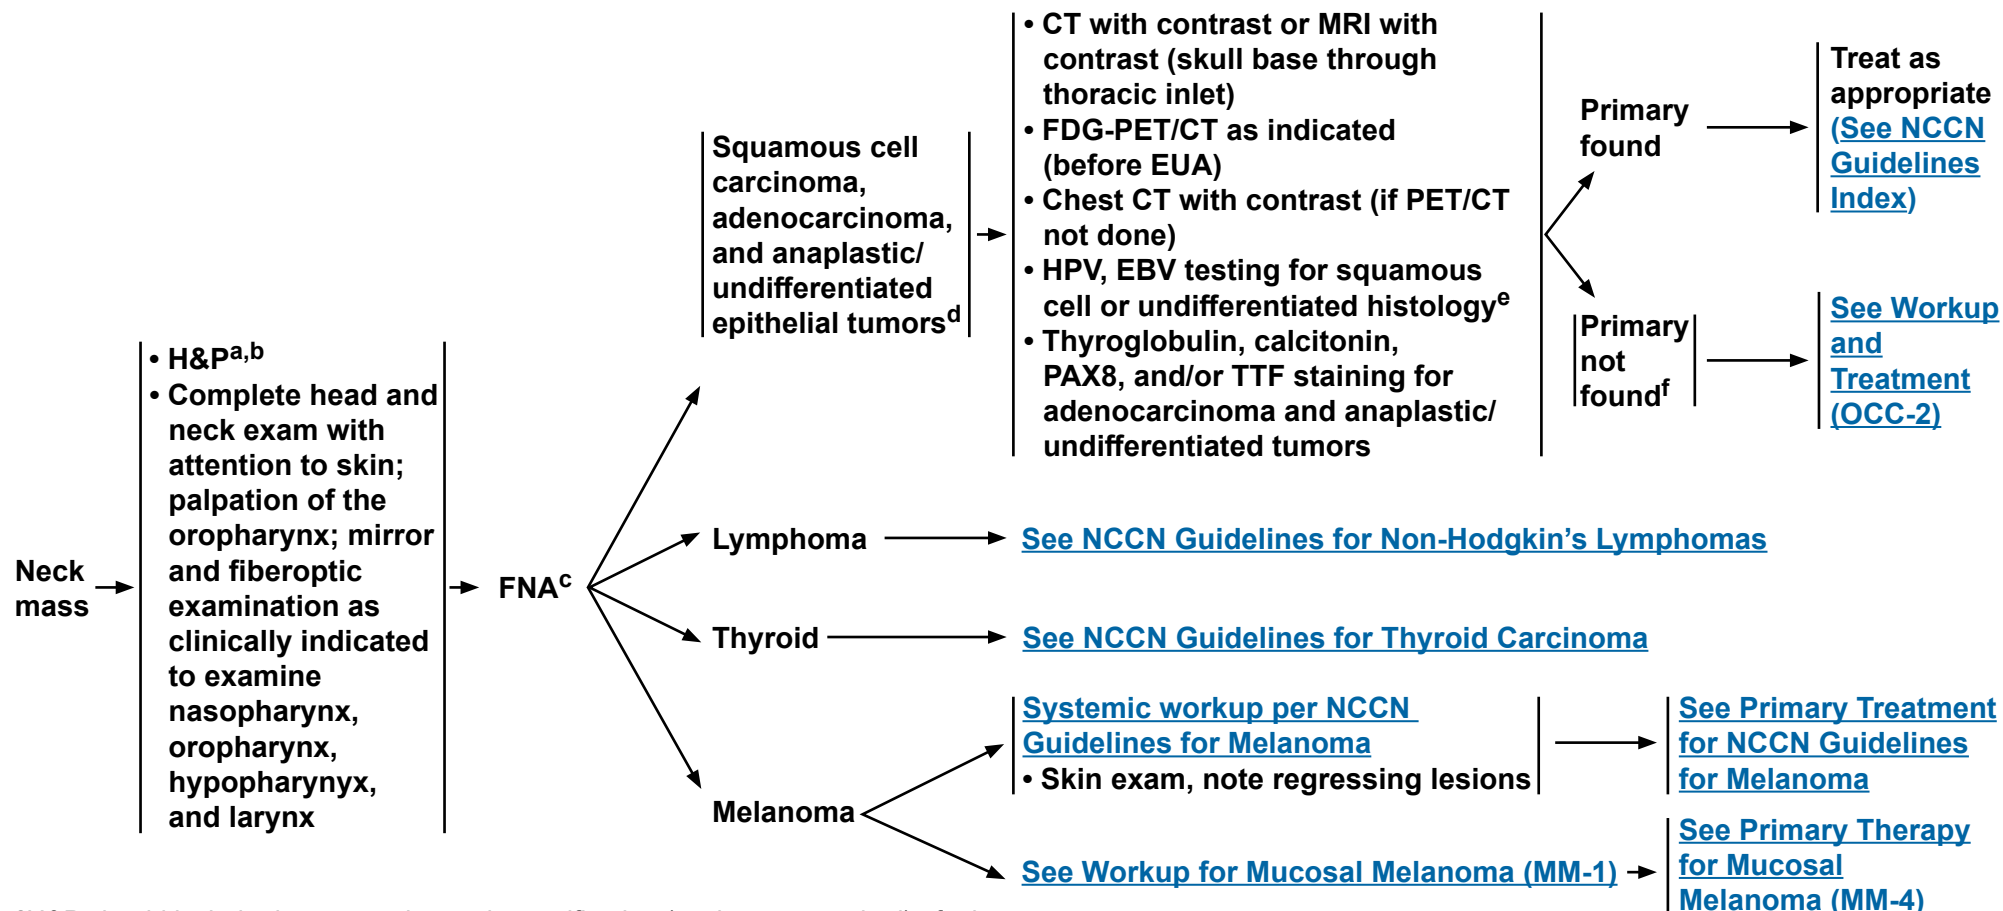 Neck
mass
• H&Pa,b
• Complete head and
neck exam with
attention to skin;
palpation of the
oropharynx; mirror
and fiberoptic
examination as
clinically indicated
to examine
nasopharynx,
oropharynx,
hypopharynyx,
and larynx
FNAc
Squamous cell
carcinoma,
adenocarcinoma,
and anaplastic/
undifferentiated
epithelial tumorsd
• CT with contrast or MRI with
contrast (skull base through
thoracic inlet)
• FDG-PET/CT as indicated
(before EUA)
• Chest CT with contrast (if PET/CT
not done)
• HPV, EBV testing for squamous
cell or undifferentiated histologye
• Thyroglobulin, calcitonin,
PAX8, and/or TTF staining for
adenocarcinoma and anaplastic/
undifferentiated tumors
Primary
found
Treat as
appropriate
(See NCCN
Guidelines
Index)
Primary
not
foundf
See Workup
and
Treatment
(OCC-2)
Lymphoma
See NCCN Guidelines for Non-Hodgkin's Lymphomas
Thyroid
See NCCN Guidelines for Thyroid Carcinoma
Melanoma
Systemic workup per NCCN
Guidelines for Melanoma
• Skin exam, note regressing lesions
See Primary Treatment
for NCCN Guidelines
for Melanoma
See Workup for Mucosal Melanoma (MM-1)
See Primary Therapy
for Mucosal
Melanoma (MM-4)